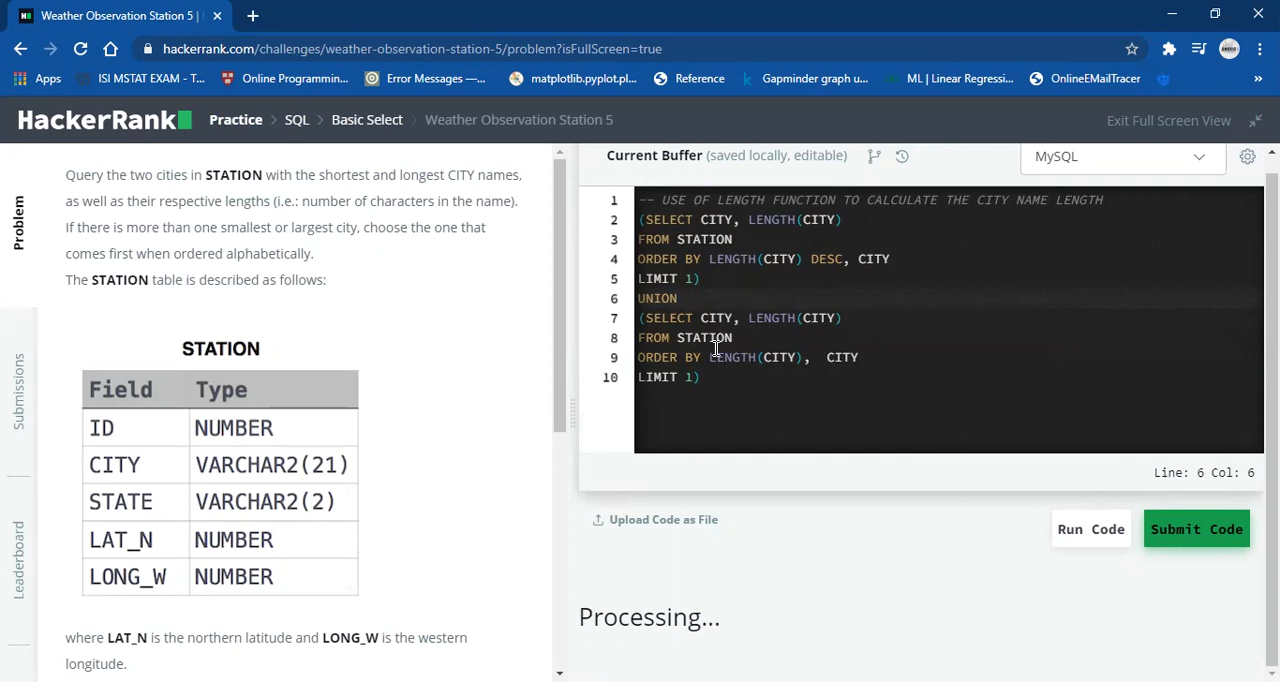 Weather Observation Station 5 |
hackerrank.com/challenges/weather-observation-station-5/problem?isFullScreen=true
Apps ISI MSTAT EXAM - T... Online Programmin... Error Messages —... matplotlib.pyplot.pl... Reference Gapminder graph u... ML | Linear Regressi... OnlineEMailTracer »
HackerRank Practice > SQL > Basic Select > Weather Observation Station 5 Exit Full Screen View
Problem
Submissions
Leaderboard
Query the two cities in STATION with the shortest and longest CITY names,
as well as their respective lengths (i.e.: number of characters in the name).
If there is more than one smallest or largest city, choose the one that
comes first when ordered alphabetically.
The STATION table is described as follows:
STATION
Field Type
ID NUMBER
CITY VARCHAR2(21)
STATE VARCHAR2(2)
LAT_N NUMBER
LONG_W NUMBER
where LAT_N is the northern latitude and LONG_W is the western
longitude.
Current Buffer (saved locally, editable) MySQL
1 -- USE OF LENGTH FUNCTION TO CALCULATE THE CITY NAME LENGTH
2 (SELECT CITY, LENGTH(CITY)
3 FROM STATION
4 ORDER BY LENGTH(CITY) DESC, CITY
5 LIMIT 1)
6 UNION
7 (SELECT CITY, LENGTH(CITY)
8 FROM STATION
9 ORDER BY LENGTH(CITY),  CITY
10 LIMIT 1)
Line: 6 Col: 6
Upload Code as File
Run Code
Submit Code
Processing...